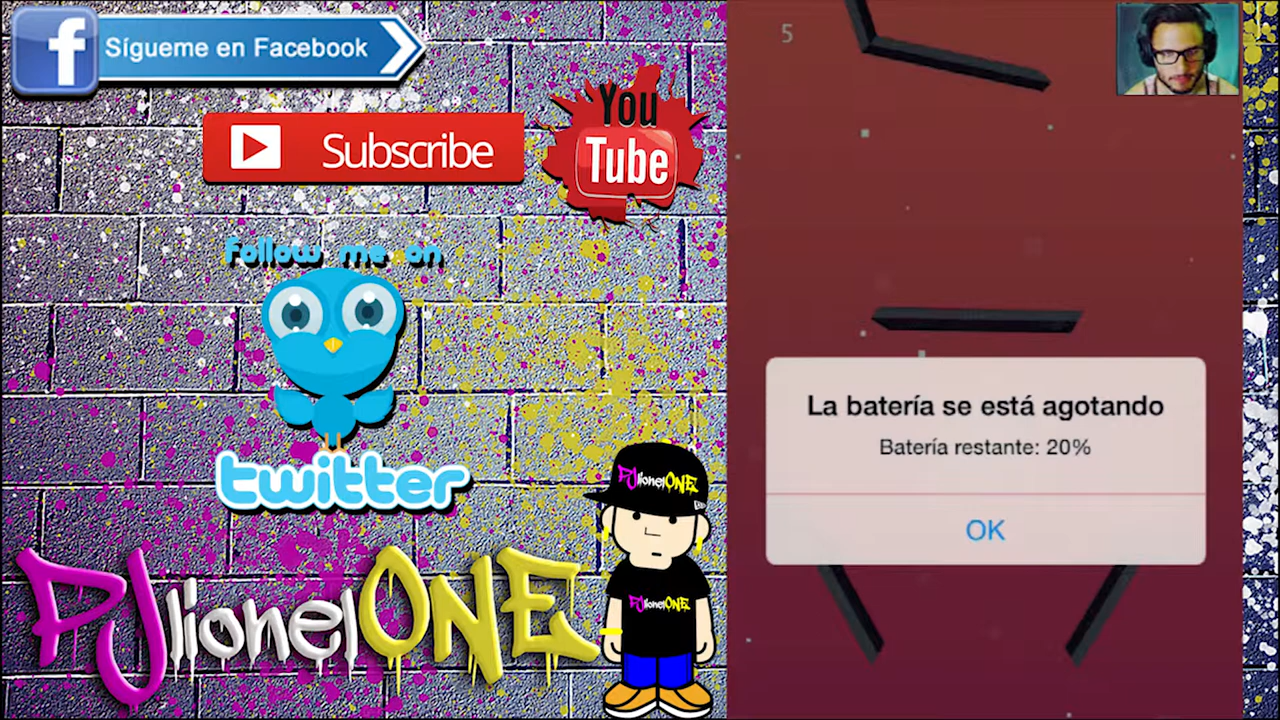 Sígueme en Facebook
Subscribe
You
Tube
Follow me on
twitter
PJlionelONE
PJlionelONE
PJlionelONE
5
La batería se está agotando
Batería restante: 20%
OK